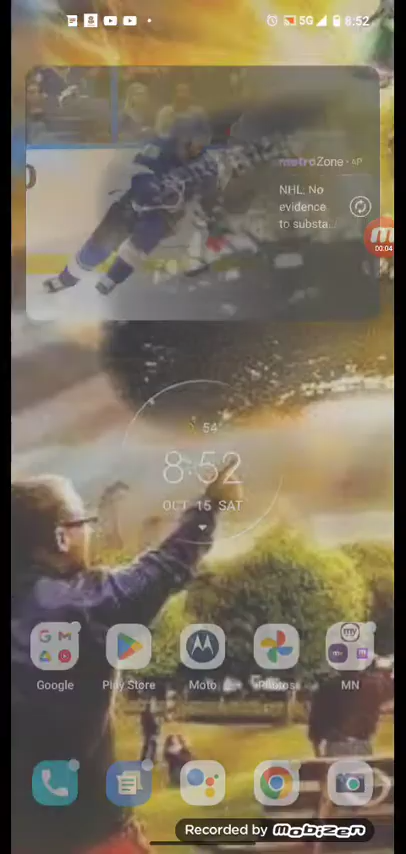 5G 8:52
metroZone • AP
NHL: No
evidence
to substa...
00:04
54°
8:52
OCT 15 SAT
Google
Play Store
Moto
Photos
MN
Recorded by mobizen